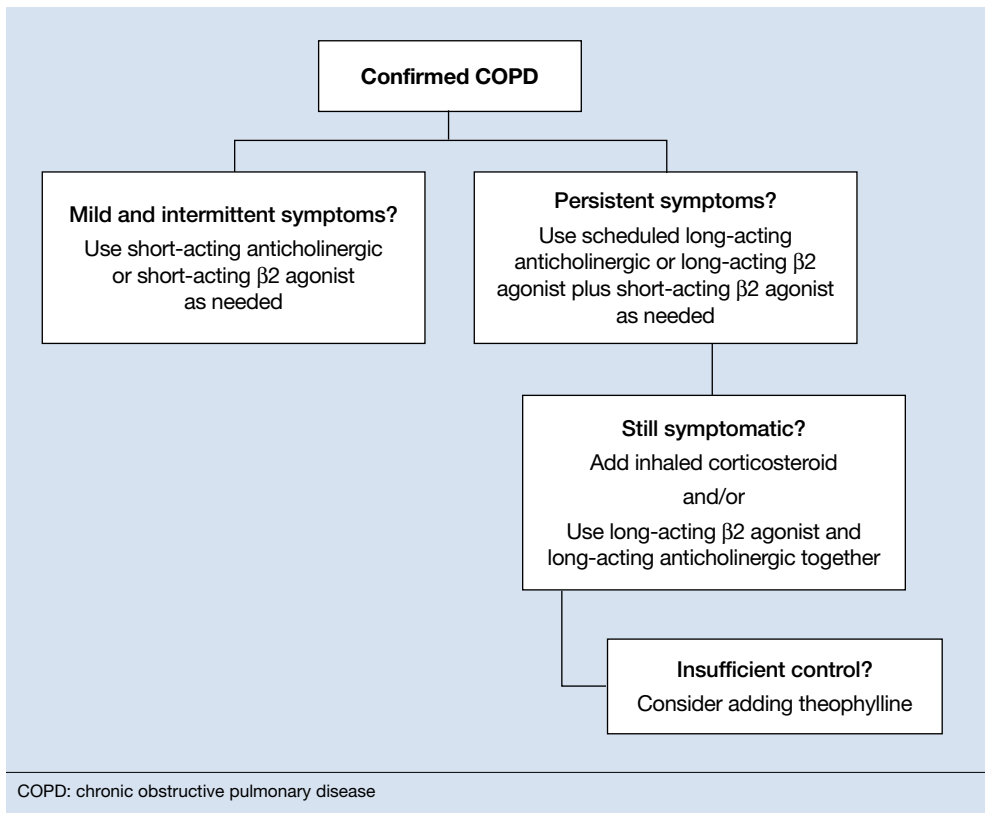 Confirmed COPD
Mild and intermittent symptoms?
Use short-acting anticholinergic
or short-acting β2 agonist
as needed
Persistent symptoms?
Use scheduled long-acting
anticholinergic or long-acting β2
agonist plus short-acting β2 agonist
as needed
Still symptomatic?
Add inhaled corticosteroid
and/or
Use long-acting β2 agonist and
long-acting anticholinergic together
Insufficient control?
Consider adding theophylline
COPD: chronic obstructive pulmonary disease